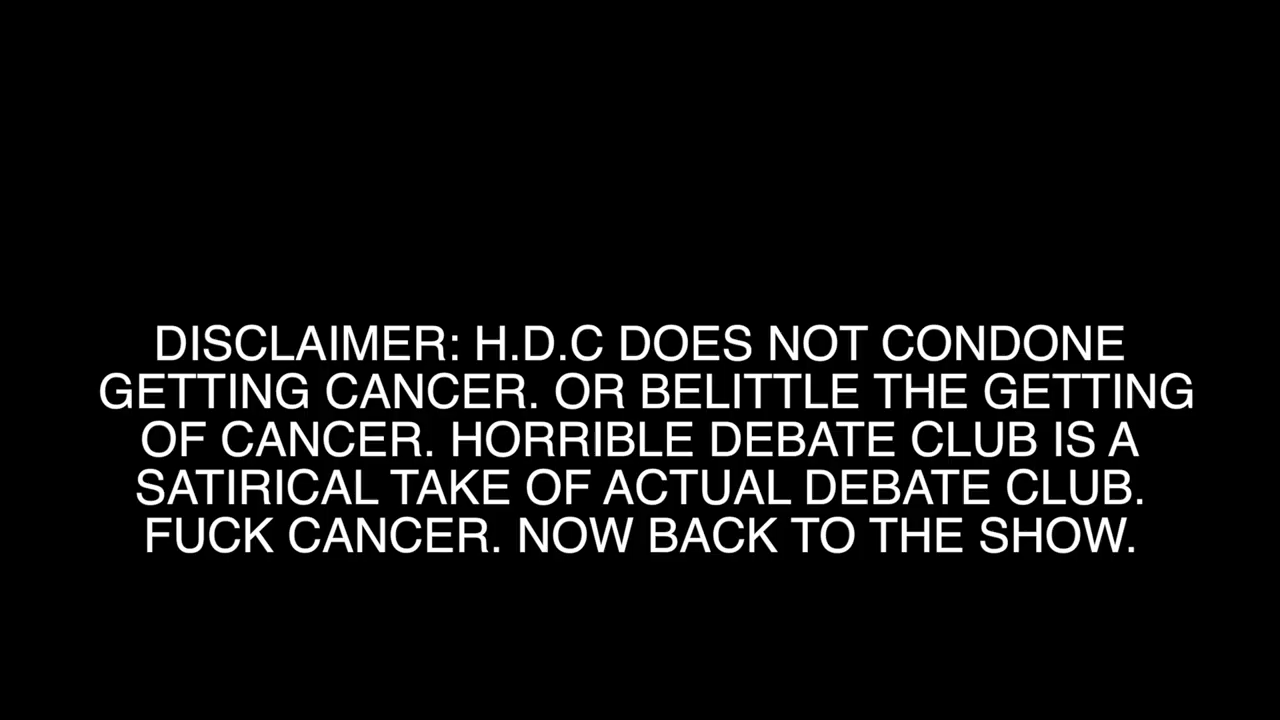 DISCLAIMER: H.D.C DOES NOT CONDONE
GETTING CANCER. OR BELITTLE THE GETTING
OF CANCER. HORRIBLE DEBATE CLUB IS A
SATIRICAL TAKE OF ACTUAL DEBATE CLUB.
FUCK CANCER. NOW BACK TO THE SHOW.